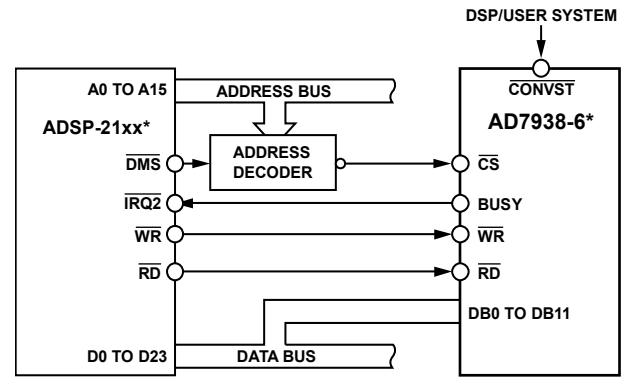 DSP/USER SYSTEM
A0 TO A15
ADDRESS BUS
CONVST
ADSP-21xx*
AD7938-6*
DMS
ADDRESS
DECODER
CS
IRQ2
BUSY
WR
WR
RD
RD
DB0 TO DB11
D0 TO D23
DATA BUS